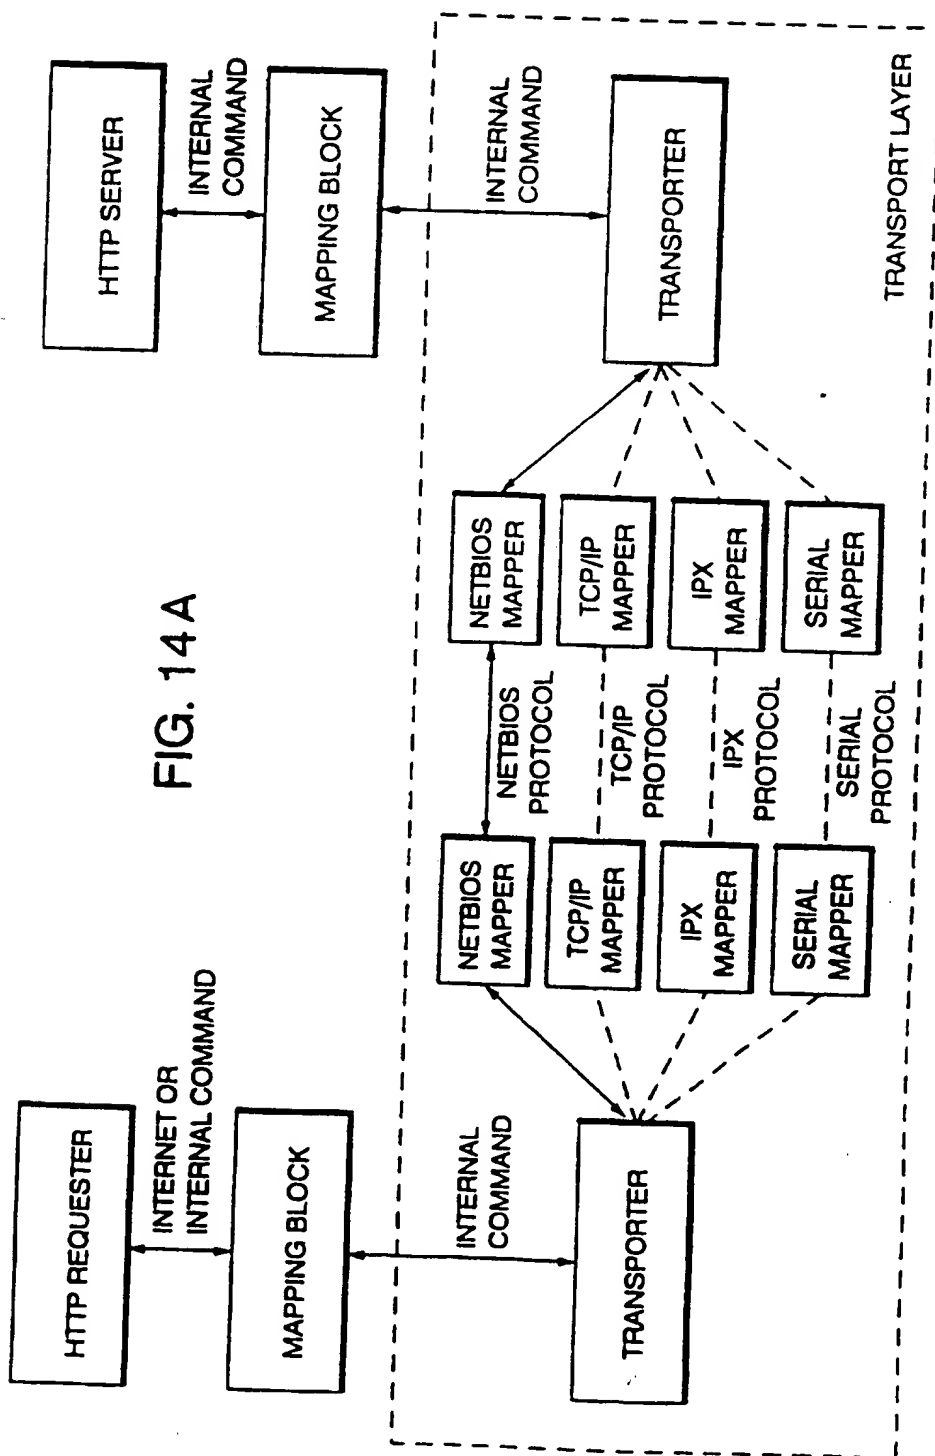 FIG. 14A
HTTP REQUESTER
INTERNET OR
INTERNAL COMMAND
MAPPING BLOCK
INTERNAL
COMMAND
TRANSPORTER
HTTP SERVER
INTERNAL
COMMAND
MAPPING BLOCK
INTERNAL
COMMAND
TRANSPORTER
NETBIOS
MAPPER
NETBIOS
PROTOCOL
NETBIOS
MAPPER
TCP/IP
MAPPER
TCP/IP
PROTOCOL
TCP/IP
MAPPER
IPX
MAPPER
IPX
PROTOCOL
IPX
MAPPER
SERIAL
MAPPER
SERIAL
PROTOCOL
SERIAL
MAPPER
TRANSPORT LAYER